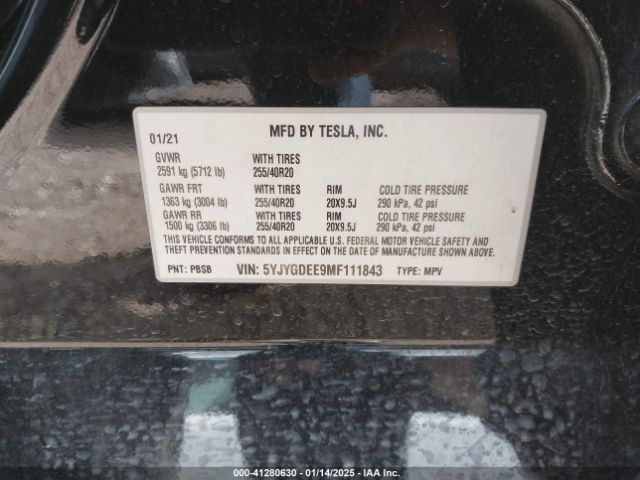 MFD BY TESLA, INC.
01/21
GVWR WITH TIRES
2591 kg (5712 lb) 255/40R20
GAWR FRT WITH TIRES RIM COLD TIRE PRESSURE
1363 kg (3004 lb) 255/40R20 20X9.5J 290 kPa, 42 psi
GAWR RR WITH TIRES RIM COLD TIRE PRESSURE
1500 kg (3306 lb) 255/40R20 20X9.5J 290 kPa, 42 psi
THIS VEHICLE CONFORMS TO ALL APPLICABLE U.S. FEDERAL MOTOR VEHICLE SAFETY AND
THEFT PREVENTION STANDARDS IN EFFECT ON THE DATE OF MANUFACTURE SHOWN ABOVE.
PNT: PBSB VIN: 5YJYGDEE9MF111843 TYPE: MPV
000-41280630 - 01/14/2025 - IAA Inc.